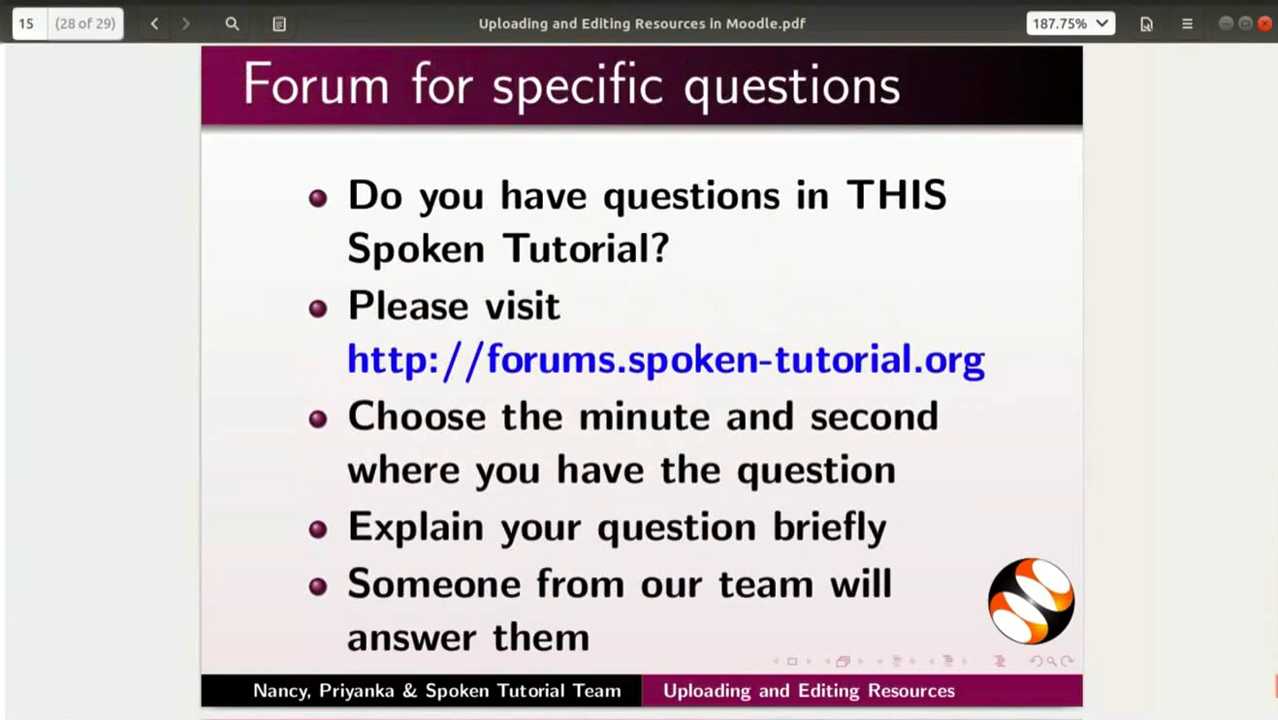 15 (28 of 29) Uploading and Editing Resources in Moodle.pdf 187.75%
Forum for specific questions
Do you have questions in THIS
Spoken Tutorial?
Please visit
http://forums.spoken-tutorial.org
Choose the minute and second
where you have the question
Explain your question briefly
Someone from our team will
answer them
Nancy, Priyanka & Spoken Tutorial Team Uploading and Editing Resources